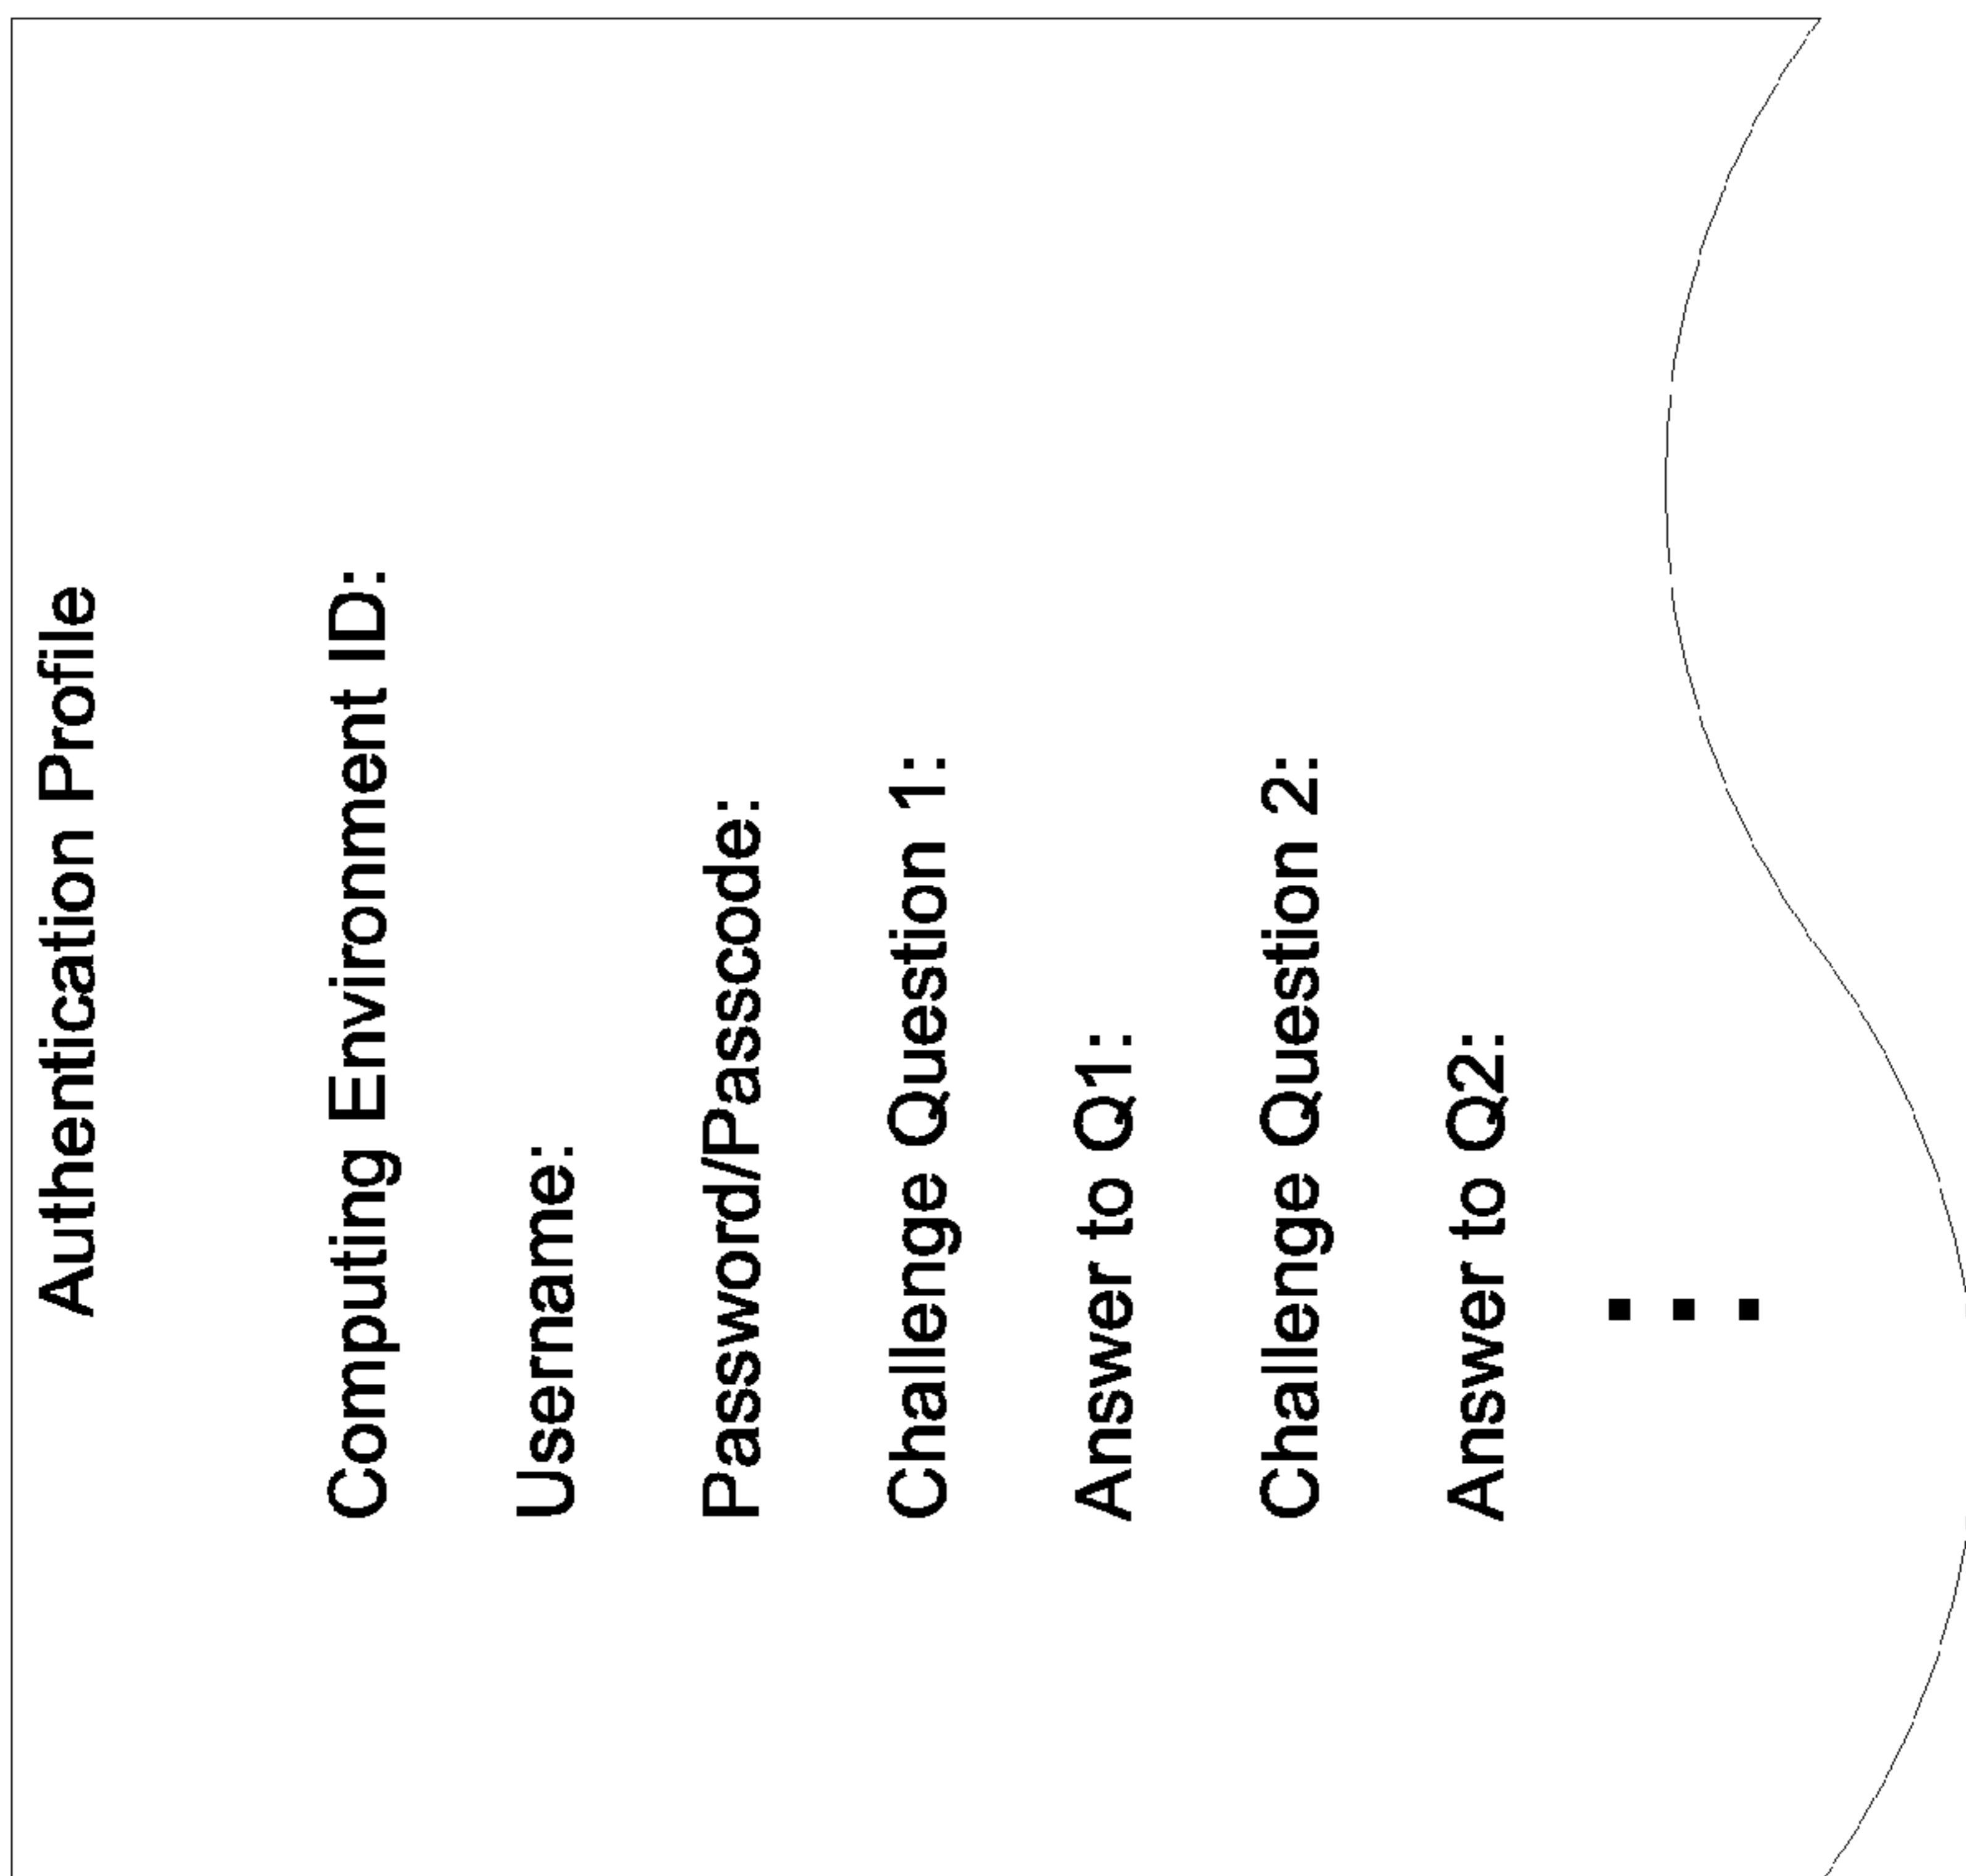 Authentication Profile
Computing Environment ID:
Username:
Password/Passcode:
Challenge Question 1:
Answer to Q1:
Challenge Question 2:
Answer to Q2: